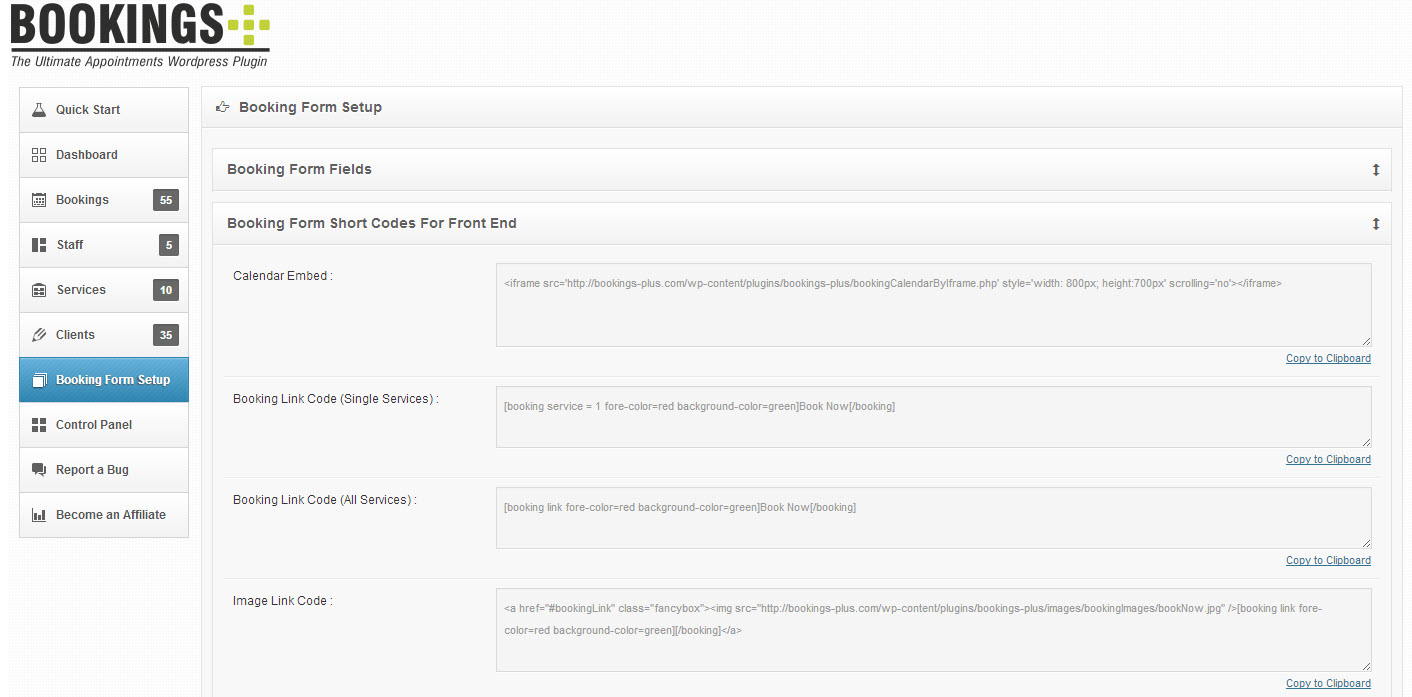 BOOKINGS
The Ultimate Appointments Wordpress Plugin
Quick Start
Dashboard
Bookings 55
Staff 5
Services 10
Clients 35
Booking Form Setup
Control Panel
Report a Bug
Become an Affiliate
Booking Form Setup
Booking Form Fields
Booking Form Short Codes For Front End
Calendar Embed :
<iframe src='http://bookings-plus.com/wp-content/plugins/bookings-plus/bookingCalendarByIframe.php' style='width: 800px; height:700px' scrolling='no'></iframe>
Copy to Clipboard
Booking Link Code (Single Services) :
[booking service = 1 fore-color=red background-color=green]Book Now[/booking]
Copy to Clipboard
Booking Link Code (All Services) :
[booking link fore-color=red background-color=green]Book Now[/booking]
Copy to Clipboard
Image Link Code :
<a href="#bookingLink" class="fancybox"><img src="http://bookings-plus.com/wp-content/plugins/bookings-plus/images/bookingImages/bookNow.jpg" />[booking link fore-
color=red background-color=green][/booking]</a>
Copy to Clipboard